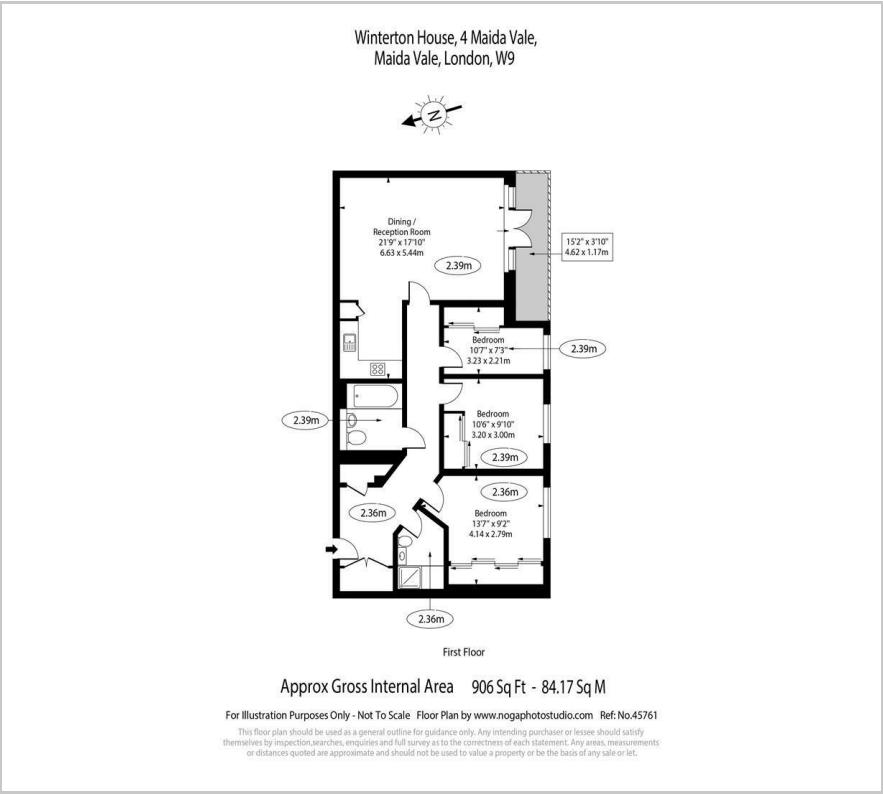 Winterton House, 4 Maida Vale,
Maida Vale, London, W9
N
Dining /
Reception Room
21'9" x 17'10"
6.63 x 5.44m
2.39m
15'2" x 3'10"
4.62 x 1.17m
Bedroom
10'7" x 7'3"
3.23 x 2.21m
2.39m
2.39m
Bedroom
10'6" x 9'10"
3.20 x 3.00m
2.39m
2.36m
2.36m
Bedroom
13'7" x 9'2"
4.14 x 2.79m
2.36m
First Floor
Approx Gross Internal Area 906 Sq Ft - 84.17 Sq M
For Illustration Purposes Only - Not To Scale Floor Plan by www.nogaphotostudio.com Ref: No.45761
This floor plan should be used as a general outline for guidance only. Any intending purchaser or lessee should satisfy
themselves by inspection,searches, enquiries and full survey as to the correctness of each statement. Any areas, measurements
or distances quoted are approximate and should not be used to value a property or be the basis of any sale or let.